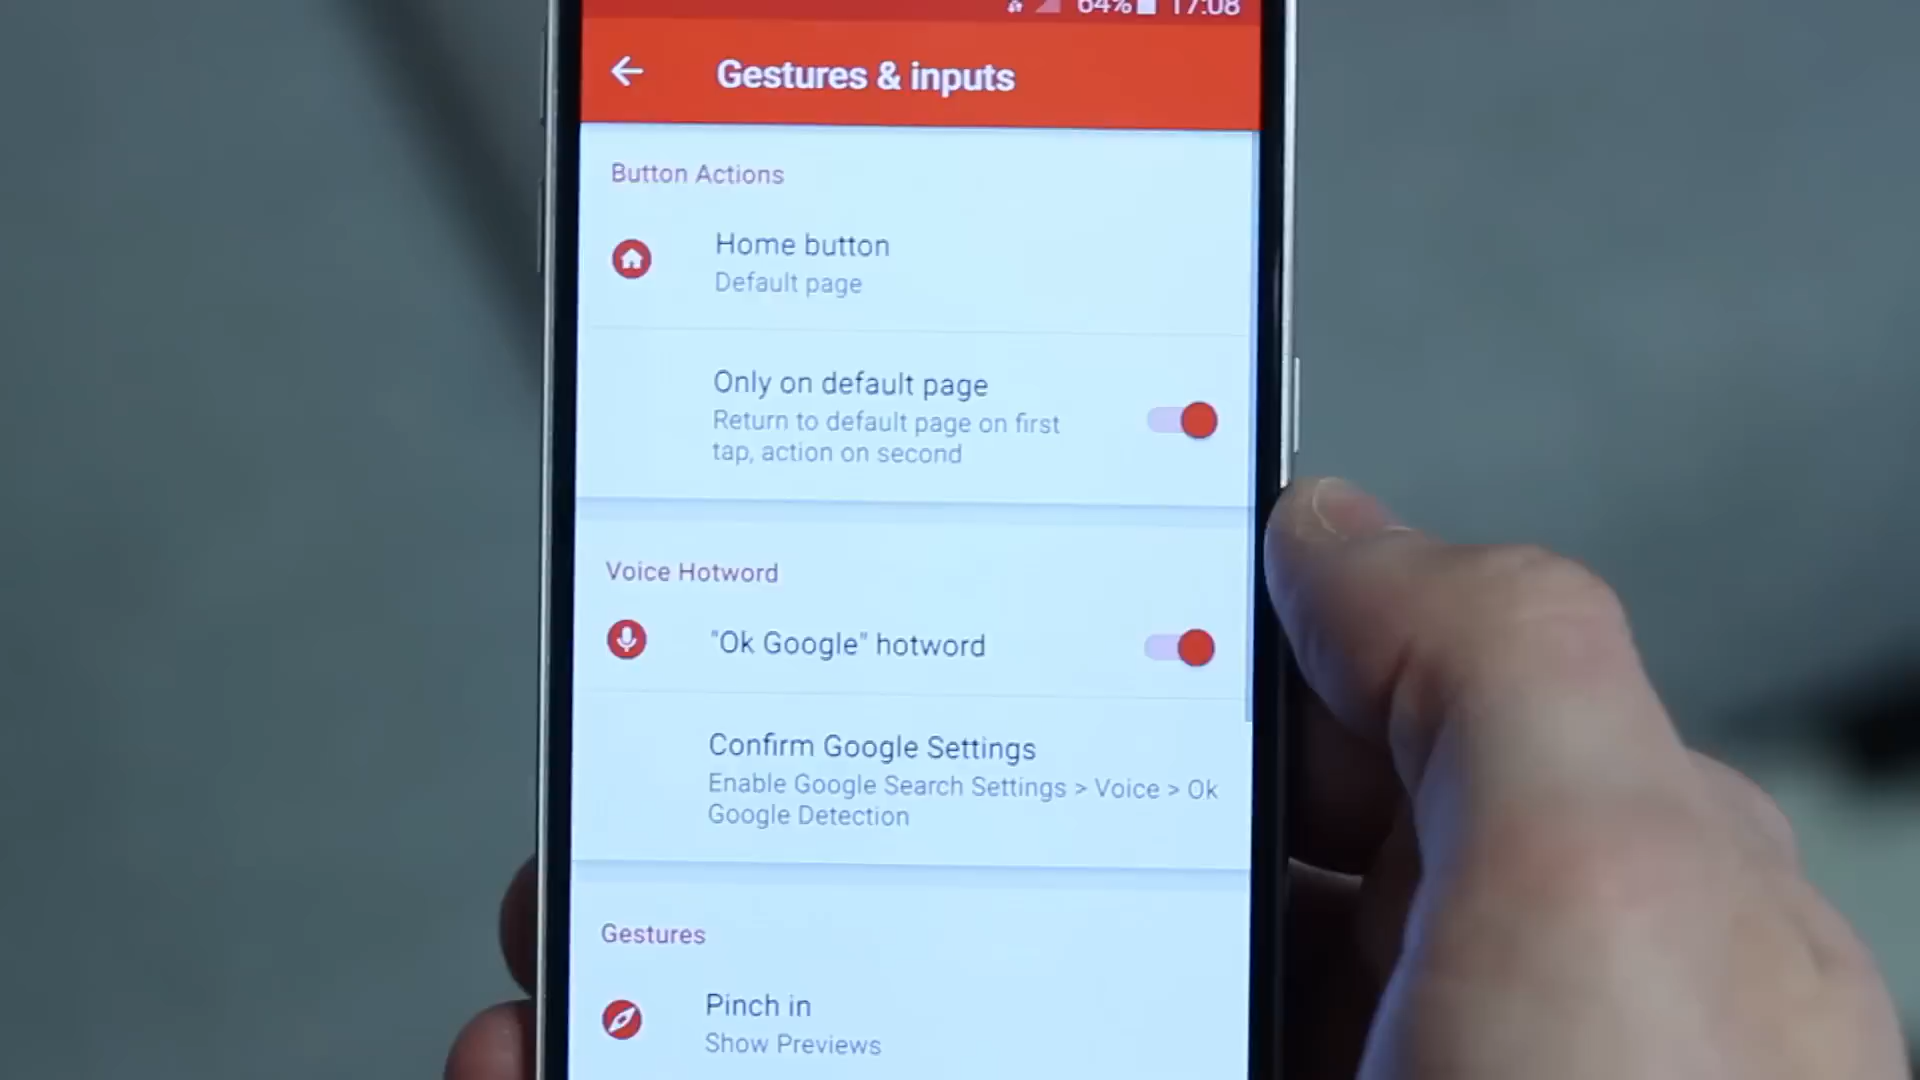 64% 17:08
Gestures & inputs
Button Actions
Home button
Default page
Only on default page
Return to default page on first
tap, action on second
Voice Hotword
"Ok Google" hotword
Confirm Google Settings
Enable Google Search Settings > Voice > Ok
Google Detection
Gestures
Pinch in
Show Previews